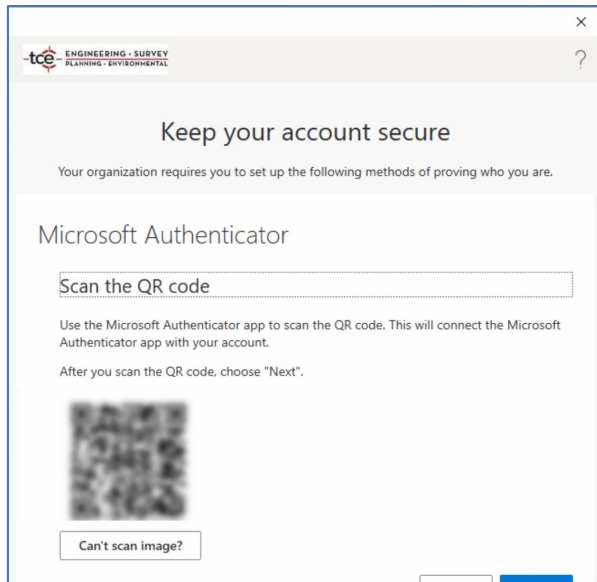 tce ENGINEERING · SURVEY
PLANNING · ENVIRONMENTAL
?
Keep your account secure
Your organization requires you to set up the following methods of proving who you are.
Microsoft Authenticator
Scan the QR code
Use the Microsoft Authenticator app to scan the QR code. This will connect the Microsoft
Authenticator app with your account.
After you scan the QR code, choose "Next".
Can't scan image?